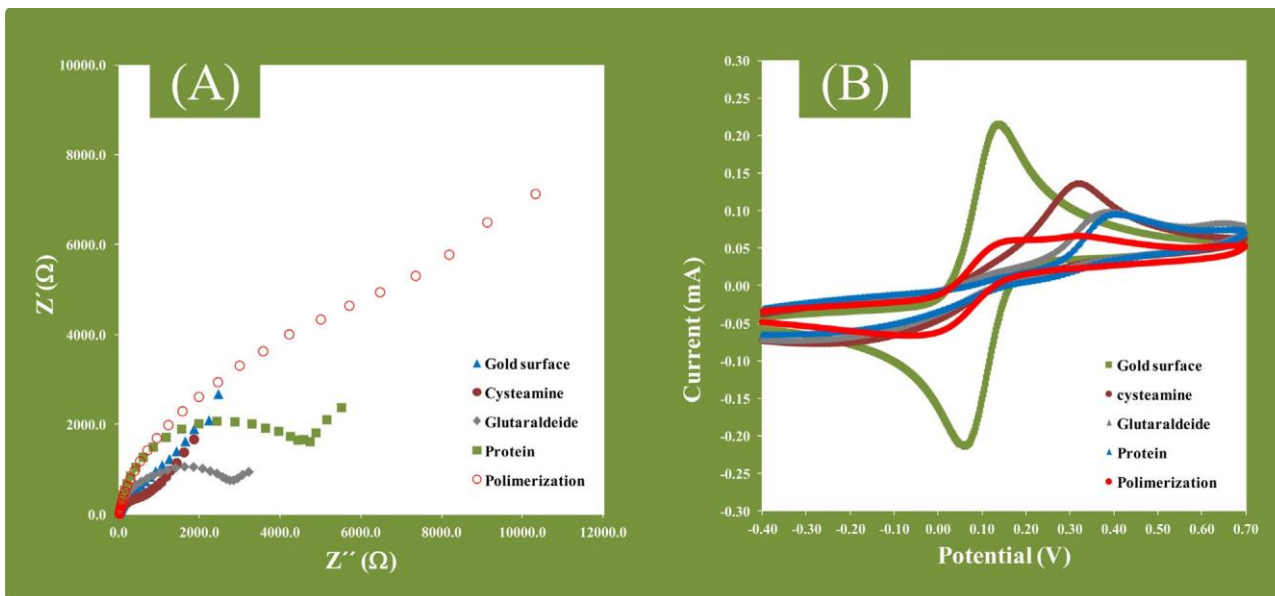 (A)
10000.0
8000.0
6000.0
4000.0
2000.0
0.0
Z´(Ω)
0.0 2000.0 4000.0 6000.0 8000.0 10000.0 12000.0
Z´´ (Ω)
Gold surface
Cysteamine
Glutaraldeide
Protein
Polimerization
(B)
0.30
0.25
0.20
0.15
0.10
0.05
0.00
-0.05
-0.10
-0.15
-0.20
-0.25
-0.30
Current (mA)
-0.40 -0.30 -0.20 -0.10 0.00 0.10 0.20 0.30 0.40 0.50 0.60 0.70
Potential (V)
Gold surface
cysteamine
Glutaraldeide
Protein
Polimerization